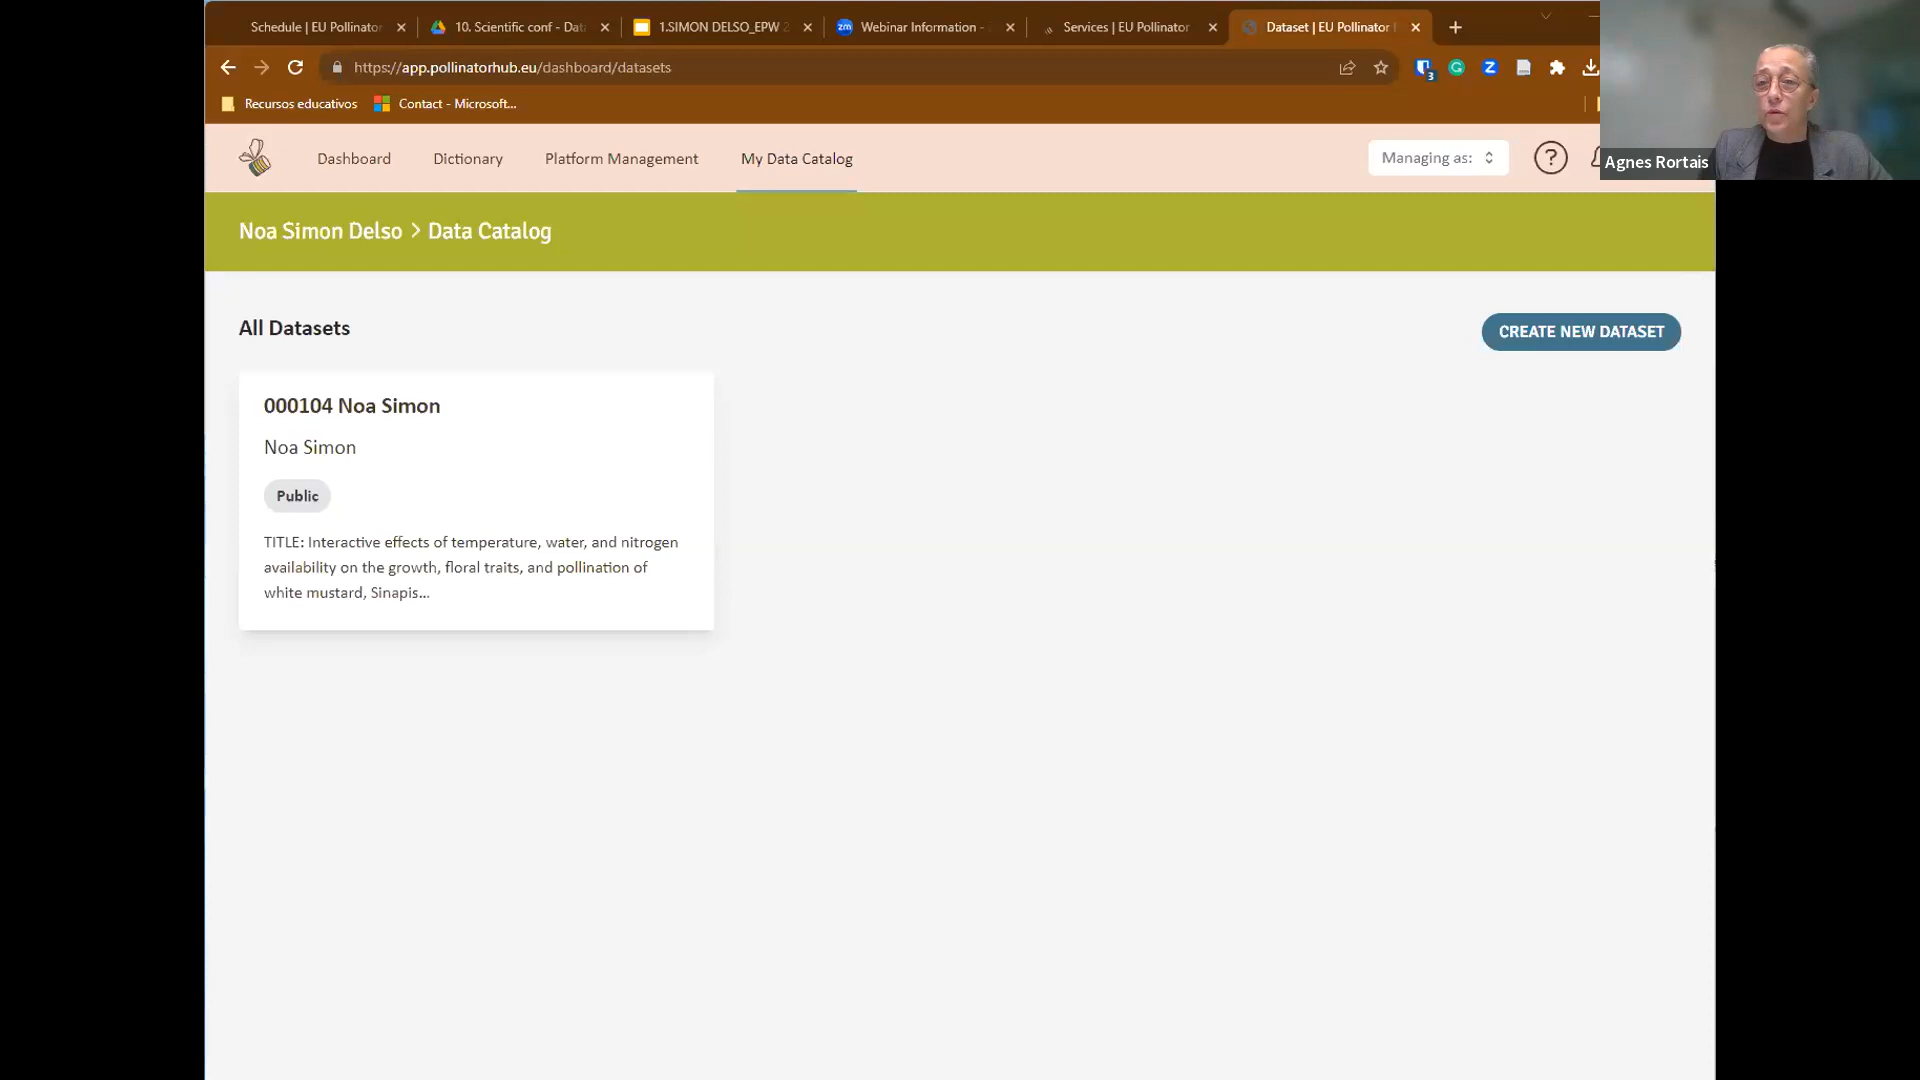 Schedule | EU Pollinator
10. Scientific conf - Dat
1.SIMON DELSO_EPW 2
zm Webinar Information -
Services | EU Pollinator
Dataset | EU Pollinator
https://app.pollinatorhub.eu/dashboard/datasets
3
Recursos educativos
Contact - Microsoft...
Dashboard
Dictionary
Platform Management
My Data Catalog
Managing as:
?
Agnes Rortais
Noa Simon Delso > Data Catalog
All Datasets
CREATE NEW DATASET
000104 Noa Simon
Noa Simon
Public
TITLE: Interactive effects of temperature, water, and nitrogen
availability on the growth, floral traits, and pollination of
white mustard, Sinapis...